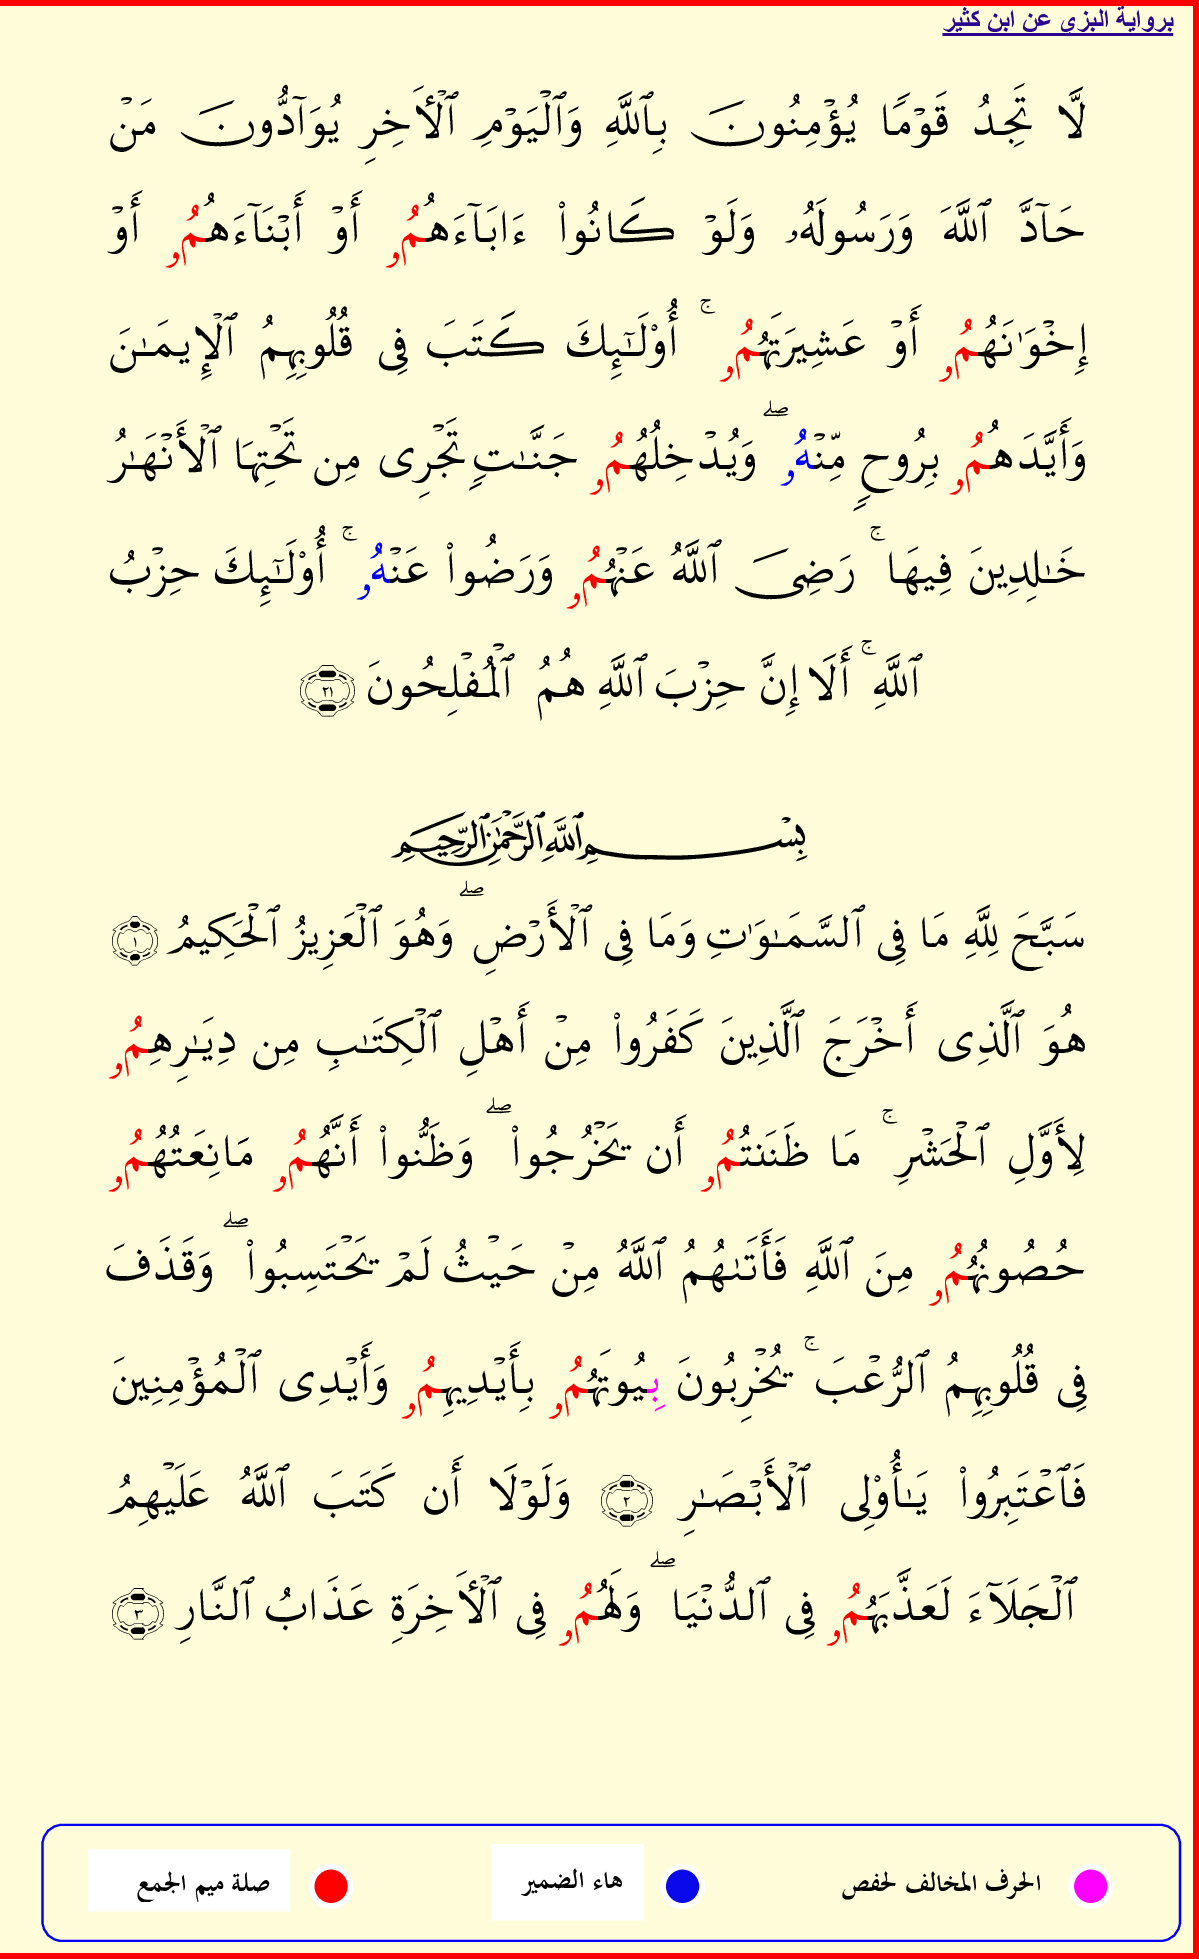 برواية البزي عن ابن كثير
لَّا تَجِدُ قَوْمًا يُؤْمِنُونَ بِٱللَّهِ وَٱلْيَوْمِ ٱلْأَخِرِ يُوَآدُّونَ مَنْ
حَآدَّ ٱللَّهَ وَرَسُولَهُۥ وَلَوْ كَانُوا۟ ءَابَآءَهُمُۥ أَوْ أَبْنَآءَهُمُۥ أَوْ
إِخْوَٰنَهُمُۥ أَوْ عَشِيرَتَهُمُۥ ۚ أُو۟لَـٰٓئِكَ كَتَبَ فِى قُلُوبِهِمُ ٱلْإِيمَـٰنَ
وَأَيَّدَهُمُۥ بِرُوحٍ مِّنْهُۥ ۖ وَيُدْخِلُهُمُۥ جَنَّـٰتٍ تَجْرِى مِن تَحْتِهَا ٱلْأَنْهَـٰرُ
خَـٰلِدِينَ فِيهَا ۚ رَضِىَ ٱللَّهُ عَنْهُمُۥ وَرَضُوا۟ عَنْهُۥ ۚ أُو۟لَـٰٓئِكَ حِزْبُ
ٱللَّهِ ۚ أَلَا إِنَّ حِزْبَ ٱللَّهِ هُمُ ٱلْمُفْلِحُونَ ٢١
بِسْمِ ٱللَّهِ ٱلرَّحْمَـٰنِ ٱلرَّحِيمِ
سَبَّحَ لِلَّهِ مَا فِى ٱلسَّمَـٰوَٰتِ وَمَا فِى ٱلْأَرْضِ ۖ وَهُوَ ٱلْعَزِيزُ ٱلْحَكِيمُ ١
هُوَ ٱلَّذِى أَخْرَجَ ٱلَّذِينَ كَفَرُوا۟ مِنْ أَهْلِ ٱلْكِتَـٰبِ مِن دِيَـٰرِهِمُۥ
لِأَوَّلِ ٱلْحَشْرِ ۚ مَا ظَنَنتُمُۥ أَن يَخْرُجُوا۟ ۖ وَظَنُّوا۟ أَنَّهُمُۥ مَانِعَتُهُمُۥ
حُصُونُهُمُۥ مِنَ ٱللَّهِ فَأَتَىٰهُمُ ٱللَّهُ مِنْ حَيْثُ لَمْ يَحْتَسِبُوا۟ ۖ وَقَذَفَ
فِى قُلُوبِهِمُ ٱلرُّعْبَ ۚ يُخْرِبُونَ بِيُوتَهُمُۥ بِأَيْدِيهِمُۥ وَأَيْدِى ٱلْمُؤْمِنِينَ
فَٱعْتَبِرُوا۟ يَـٰٓأُو۟لِى ٱلْأَبْصَـٰرِ ٢ وَلَوْلَا أَن كَتَبَ ٱللَّهُ عَلَيْهِمُ
ٱلْجَلَآءَ لَعَذَّبَهُمُۥ فِى ٱلدُّنْيَا ۖ وَلَهُمُۥ فِى ٱلْأَخِرَةِ عَذَابُ ٱلنَّارِ ٣
الحرف المخالف لحفص هاء الضمير صلة ميم الجمع